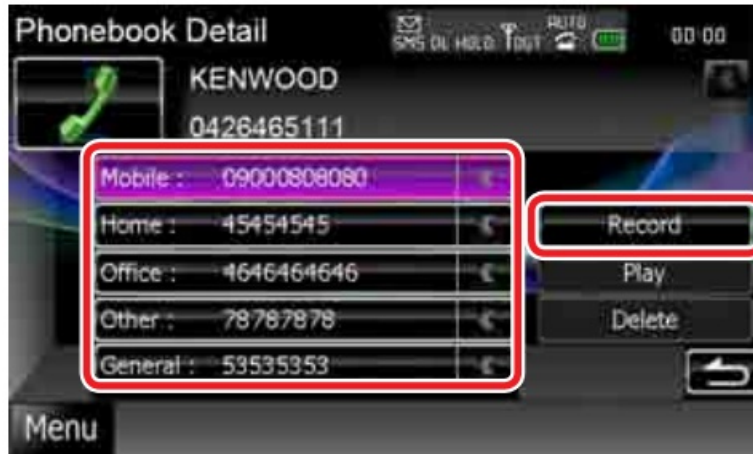 Phonebook Detail SMS DL HOLD OUT AUTO 00 00
KENWOOD
0426465111
Mobile : 09000808080
Home : 45454545 Record
Office : 4646464646 Play
Other : 78787878 Delete
General : 53535353
Menu